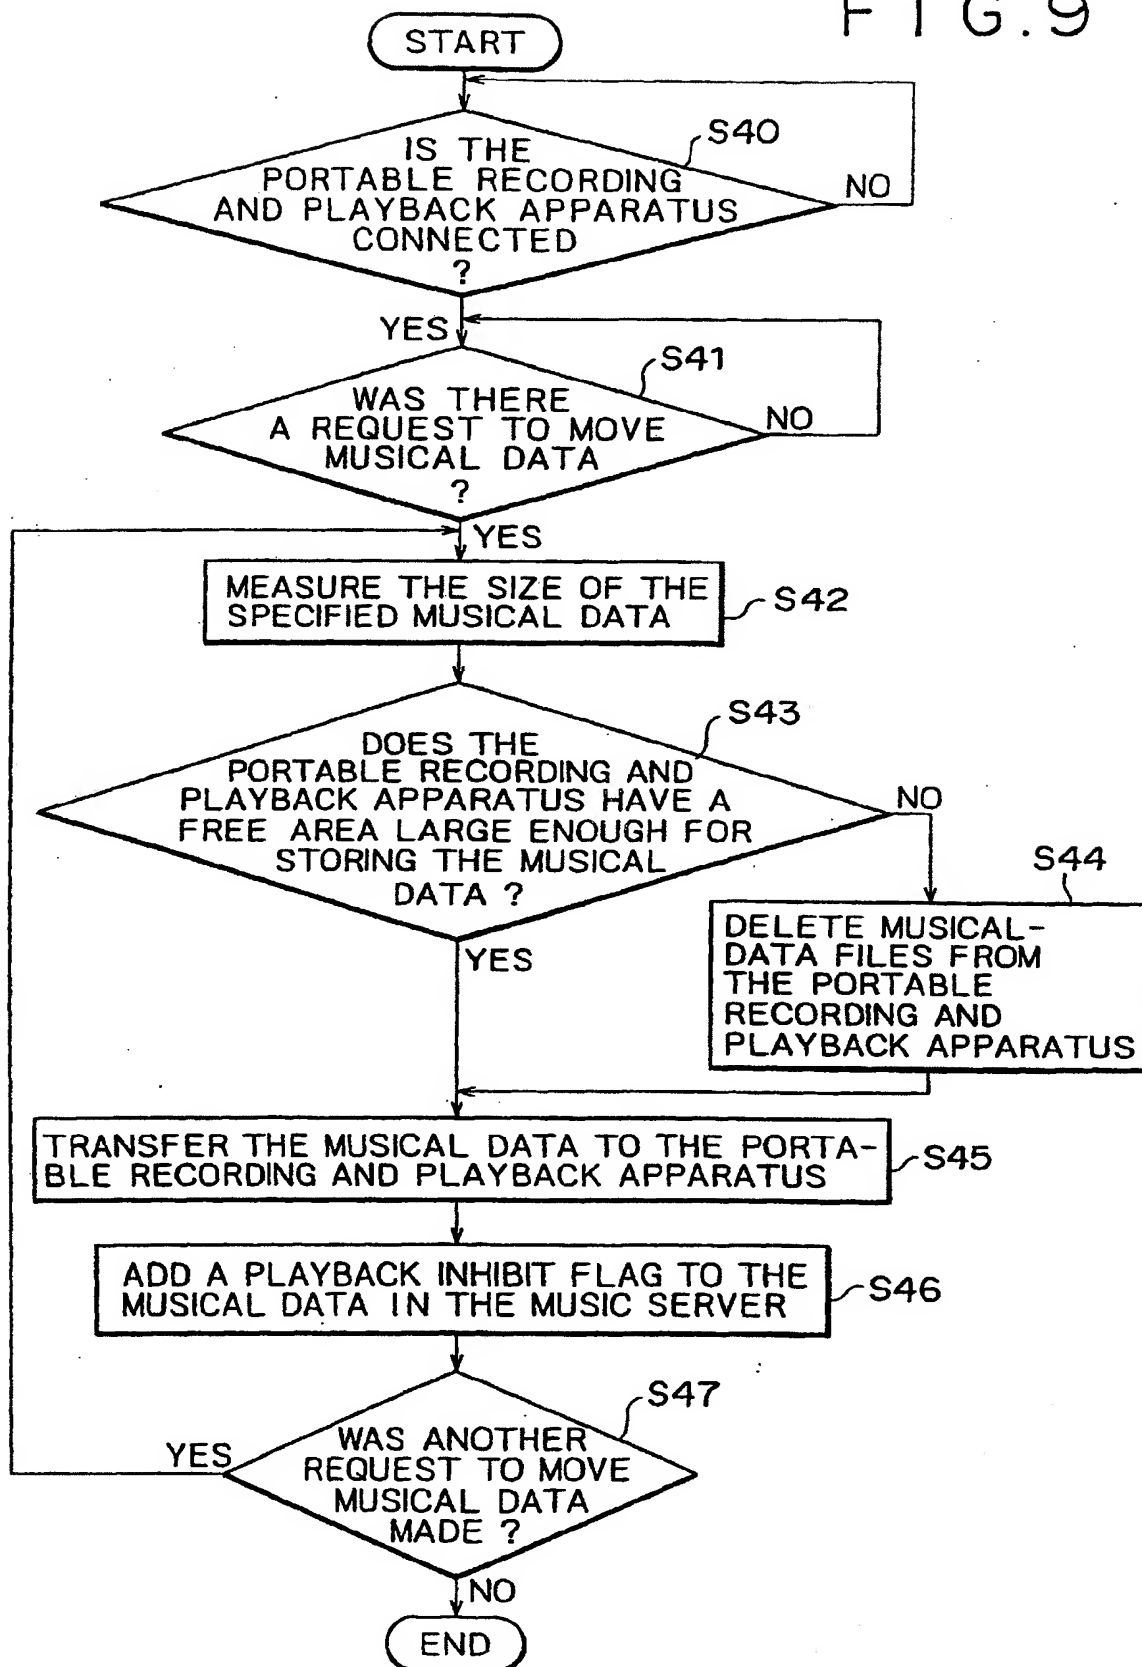 FIG.9
START
S40
IS THE
PORTABLE RECORDING
AND PLAYBACK APPARATUS
CONNECTED
?
NO
YES
S41
WAS THERE
A REQUEST TO MOVE
MUSICAL DATA
?
NO
YES
MEASURE THE SIZE OF THE
SPECIFIED MUSICAL DATA
S42
S43
DOES THE
PORTABLE RECORDING AND
PLAYBACK APPARATUS HAVE A
FREE AREA LARGE ENOUGH FOR
STORING THE MUSICAL
DATA ?
NO
YES
S44
DELETE MUSICAL-
DATA FILES FROM
THE PORTABLE
RECORDING AND
PLAYBACK APPARATUS
TRANSFER THE MUSICAL DATA TO THE PORTA-
BLE RECORDING AND PLAYBACK APPARATUS
S45
ADD A PLAYBACK INHIBIT FLAG TO THE
MUSICAL DATA IN THE MUSIC SERVER
S46
S47
WAS ANOTHER
REQUEST TO MOVE
MUSICAL DATA
MADE ?
YES
NO
END